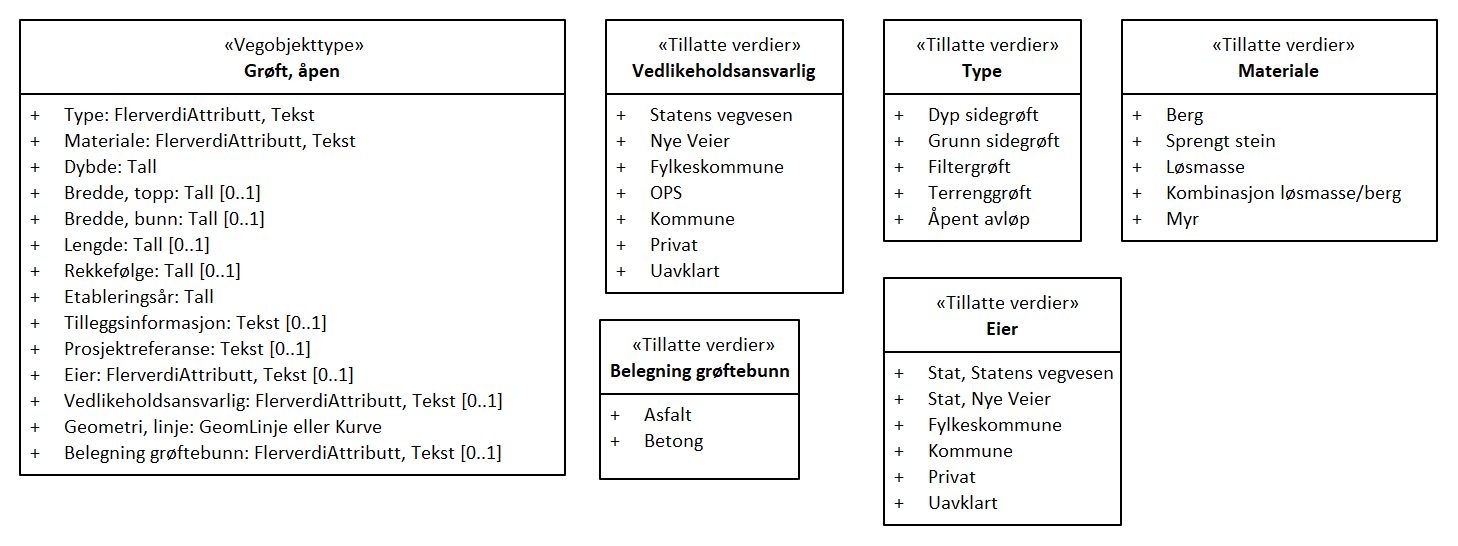 «Vegobjekttype»
Grøft, åpen
+ Type: FlerverdiAttributt, Tekst
+ Materiale: FlerverdiAttributt, Tekst
+ Dybde: Tall
+ Bredde, topp: Tall [0..1]
+ Bredde, bunn: Tall [0..1]
+ Lengde: Tall [0..1]
+ Rekkefølge: Tall [0..1]
+ Etableringsår: Tall
+ Tilleggsinformasjon: Tekst [0..1]
+ Prosjektreferanse: Tekst [0..1]
+ Eier: FlerverdiAttributt, Tekst [0..1]
+ Vedlikeholdsansvarlig: FlerverdiAttributt, Tekst [0..1]
+ Geometri, linje: GeomLinje eller Kurve
+ Belegning grøftebunn: FlerverdiAttributt, Tekst [0..1]
«Tillatte verdier»
Vedlikeholdsansvarlig
+ Statens vegvesen
+ Nye Veier
+ Fylkeskommune
+ OPS
+ Kommune
+ Privat
+ Uavklart
«Tillatte verdier»
Belegning grøftebunn
+ Asfalt
+ Betong
«Tillatte verdier»
Type
+ Dyp sidegrøft
+ Grunn sidegrøft
+ Filtergrøft
+ Terrenggrøft
+ Åpent avløp
«Tillatte verdier»
Eier
+ Stat, Statens vegvesen
+ Stat, Nye Veier
+ Fylkeskommune
+ Kommune
+ Privat
+ Uavklart
«Tillatte verdier»
Materiale
+ Berg
+ Sprengt stein
+ Løsmasse
+ Kombinasjon løsmasse/berg
+ Myr